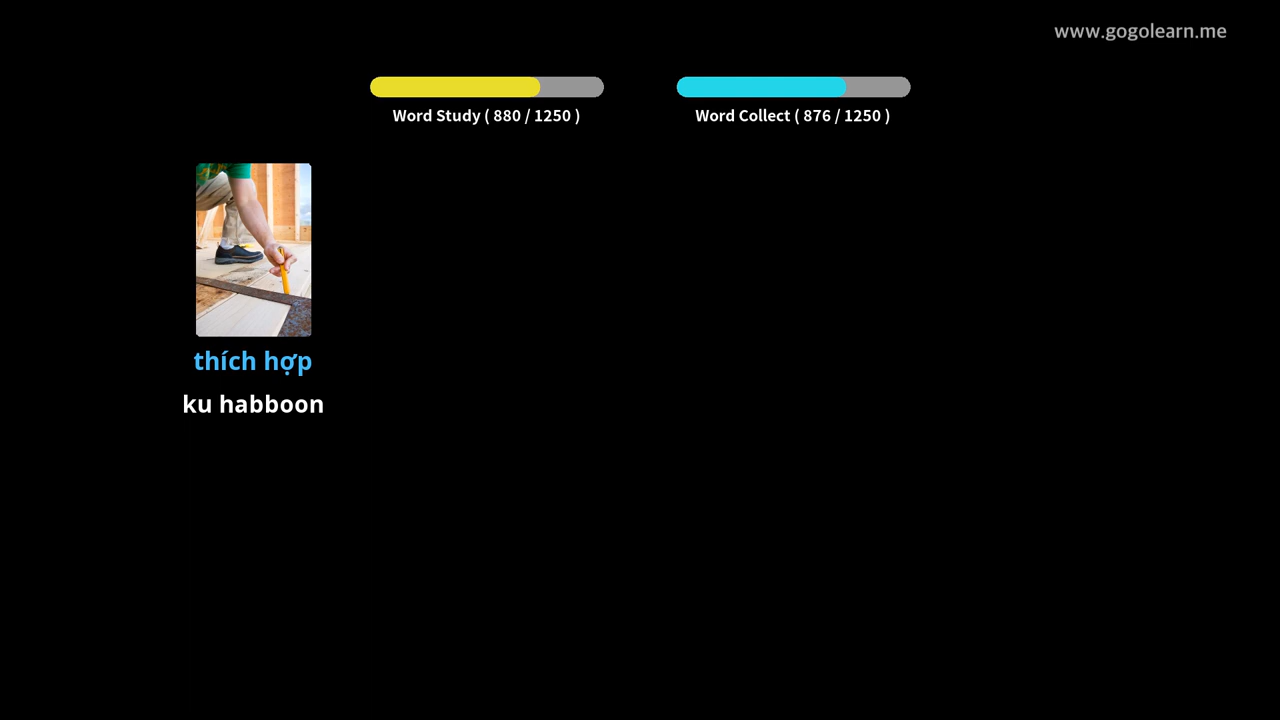 www.gogolearn.me
Word Study ( 880 / 1250 )
Word Collect ( 876 / 1250 )
thích hợp
ku habboon